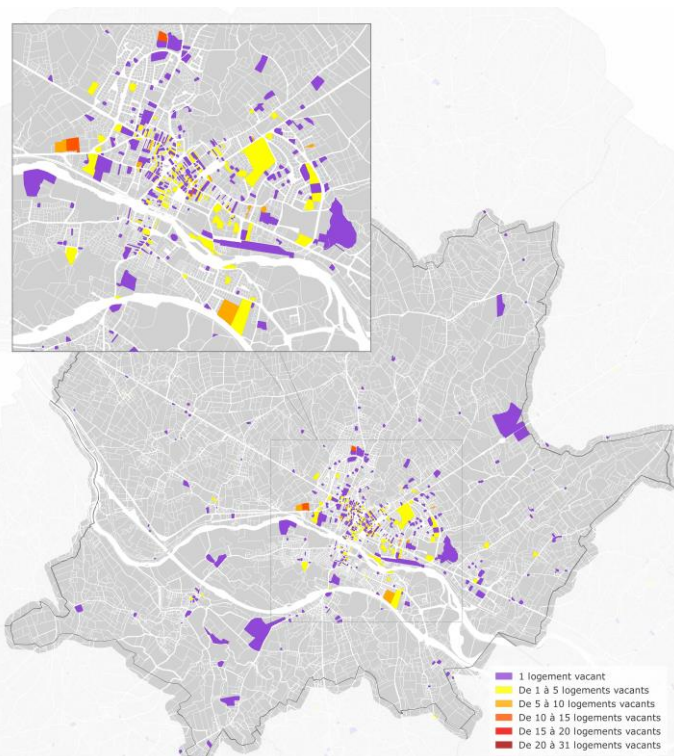 1 logement vacant
De 1 à 5 logements vacants
De 5 à 10 logements vacants
De 10 à 15 logements vacants
De 15 à 20 logements vacants
De 20 à 31 logements vacants